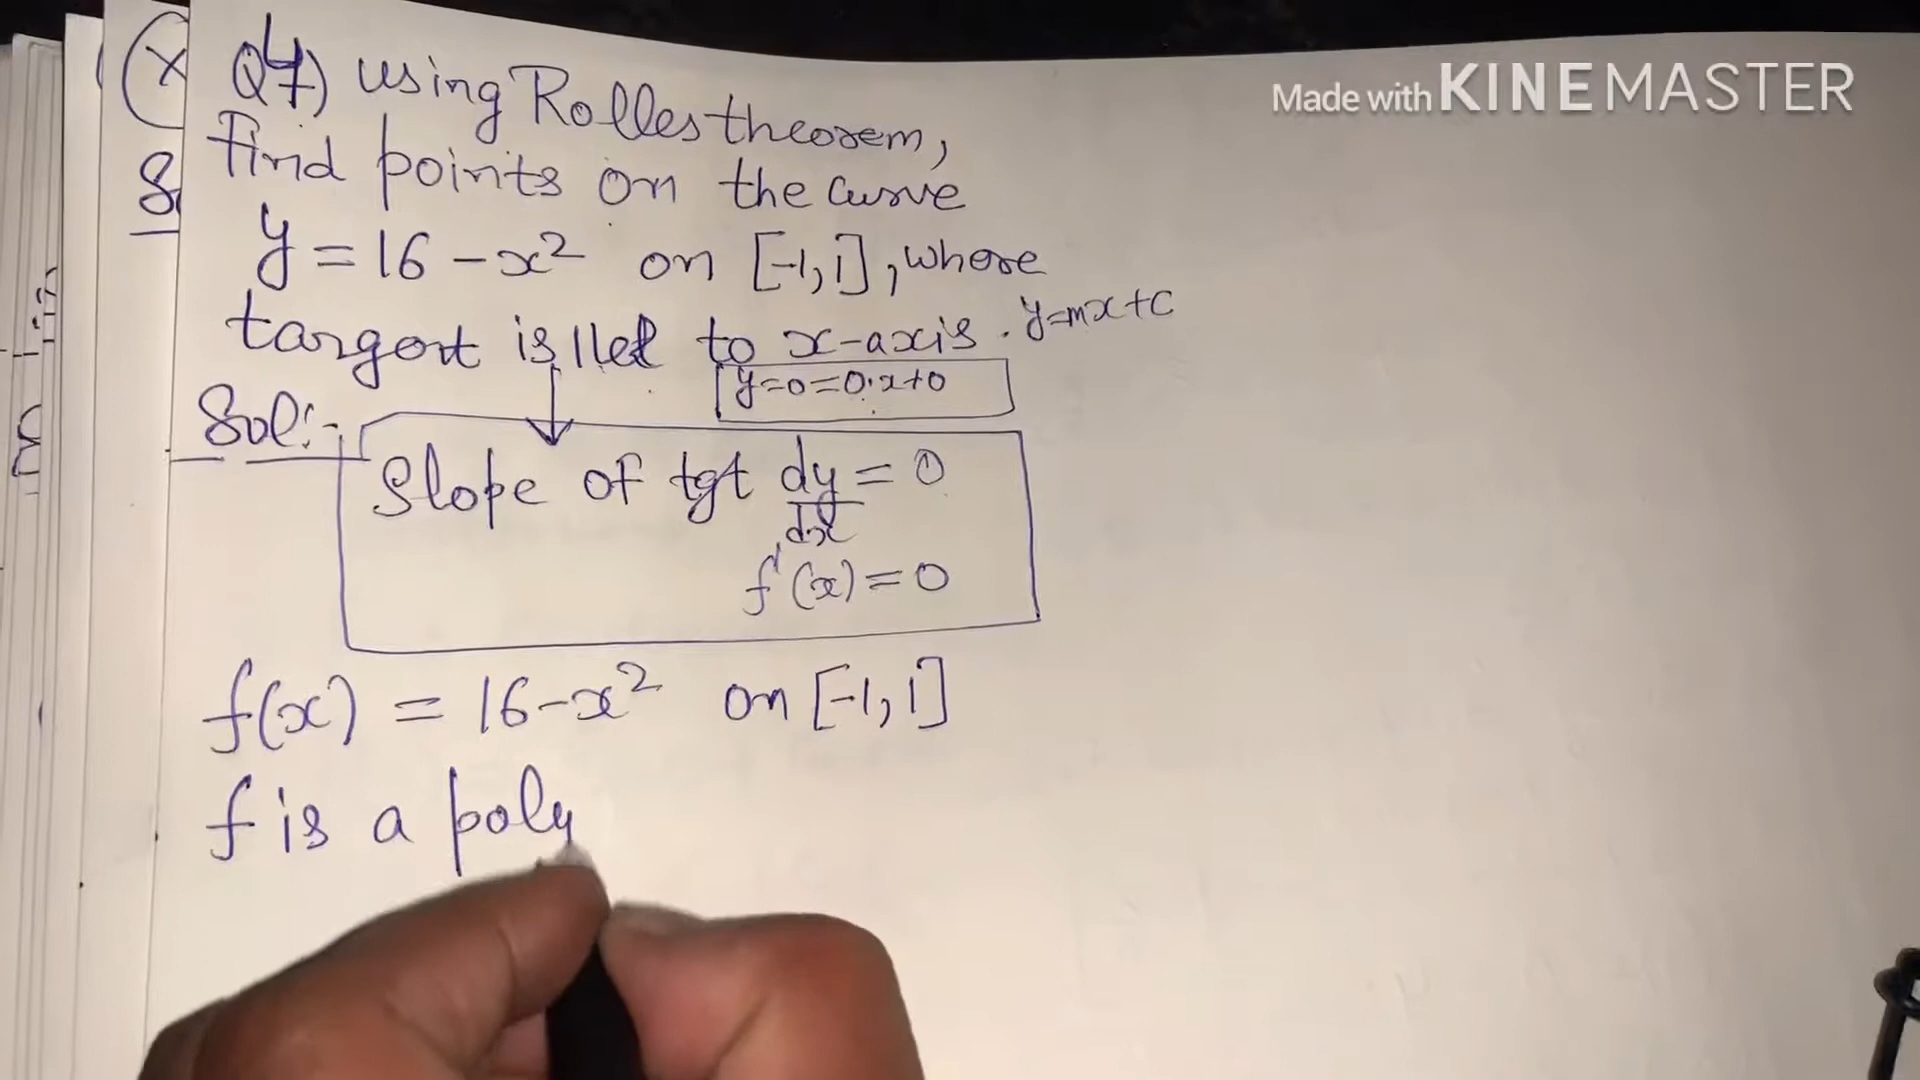 Q4) using Rolles theorem,
find points on the curve
y = 16 - x² on [-1, 1], where
tangent is ||el to x-axis. y=mx+c
y=0=0.x+0
Sol:-
Slope of tgt dy/dx = 0
f'(x) = 0
f(x) = 16-x² on [-1, 1]
f is a poly
Made with KINEMASTER